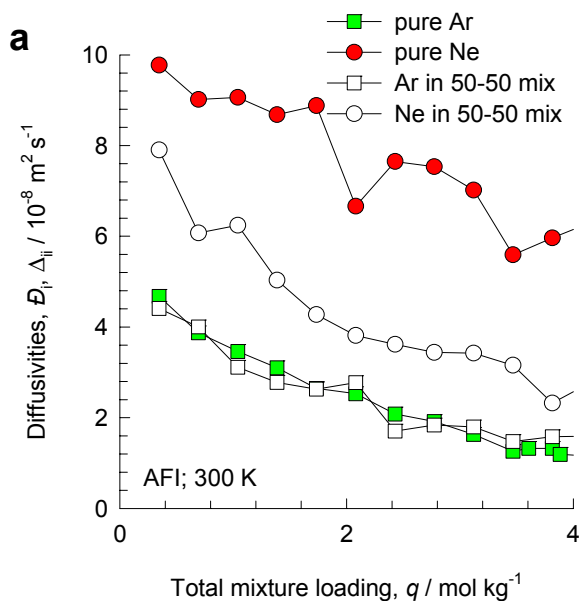 a
pure Ar
pure Ne
Ar in 50-50 mix
Ne in 50-50 mix
10
8
6
4
2
0
Diffusivities, Đᵢ, Δᵢᵢ / 10⁻⁸ m² s⁻¹
AFI; 300 K
0 2 4
Total mixture loading, q / mol kg⁻¹